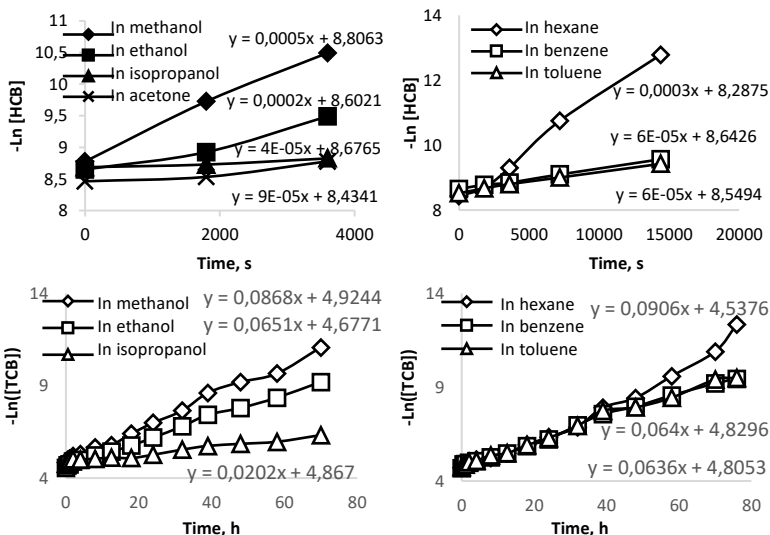 -Ln [HCB]
11
10,5
10
9,5
9
8,5
8
In methanol
In ethanol
In isopropanol
In acetone
y = 0,0005x + 8,8063
y = 0,0002x + 8,6021
y = 4E-05x + 8,6765
y = 9E-05x + 8,4341
0 2000 4000
Time, s
-Ln [HCB]
14
12
10
8
In hexane
In benzene
In toluene
y = 0,0003x + 8,2875
y = 6E-05x + 8,6426
y = 6E-05x + 8,5494
0 5000 10000 15000 20000
Time, s
-Ln([TCB])
14
9
4
In methanol
In ethanol
In isopropanol
y = 0,0868x + 4,9244
y = 0,0651x + 4,6771
y = 0,0202x + 4,867
0 20 40 60 80
Time, h
-Ln([TCB])
14
9
4
In hexane
In benzene
In toluene
y = 0,0906x + 4,5376
y = 0,064x + 4,8296
y = 0,0636x + 4,8053
0 20 40 60 80
Time, h